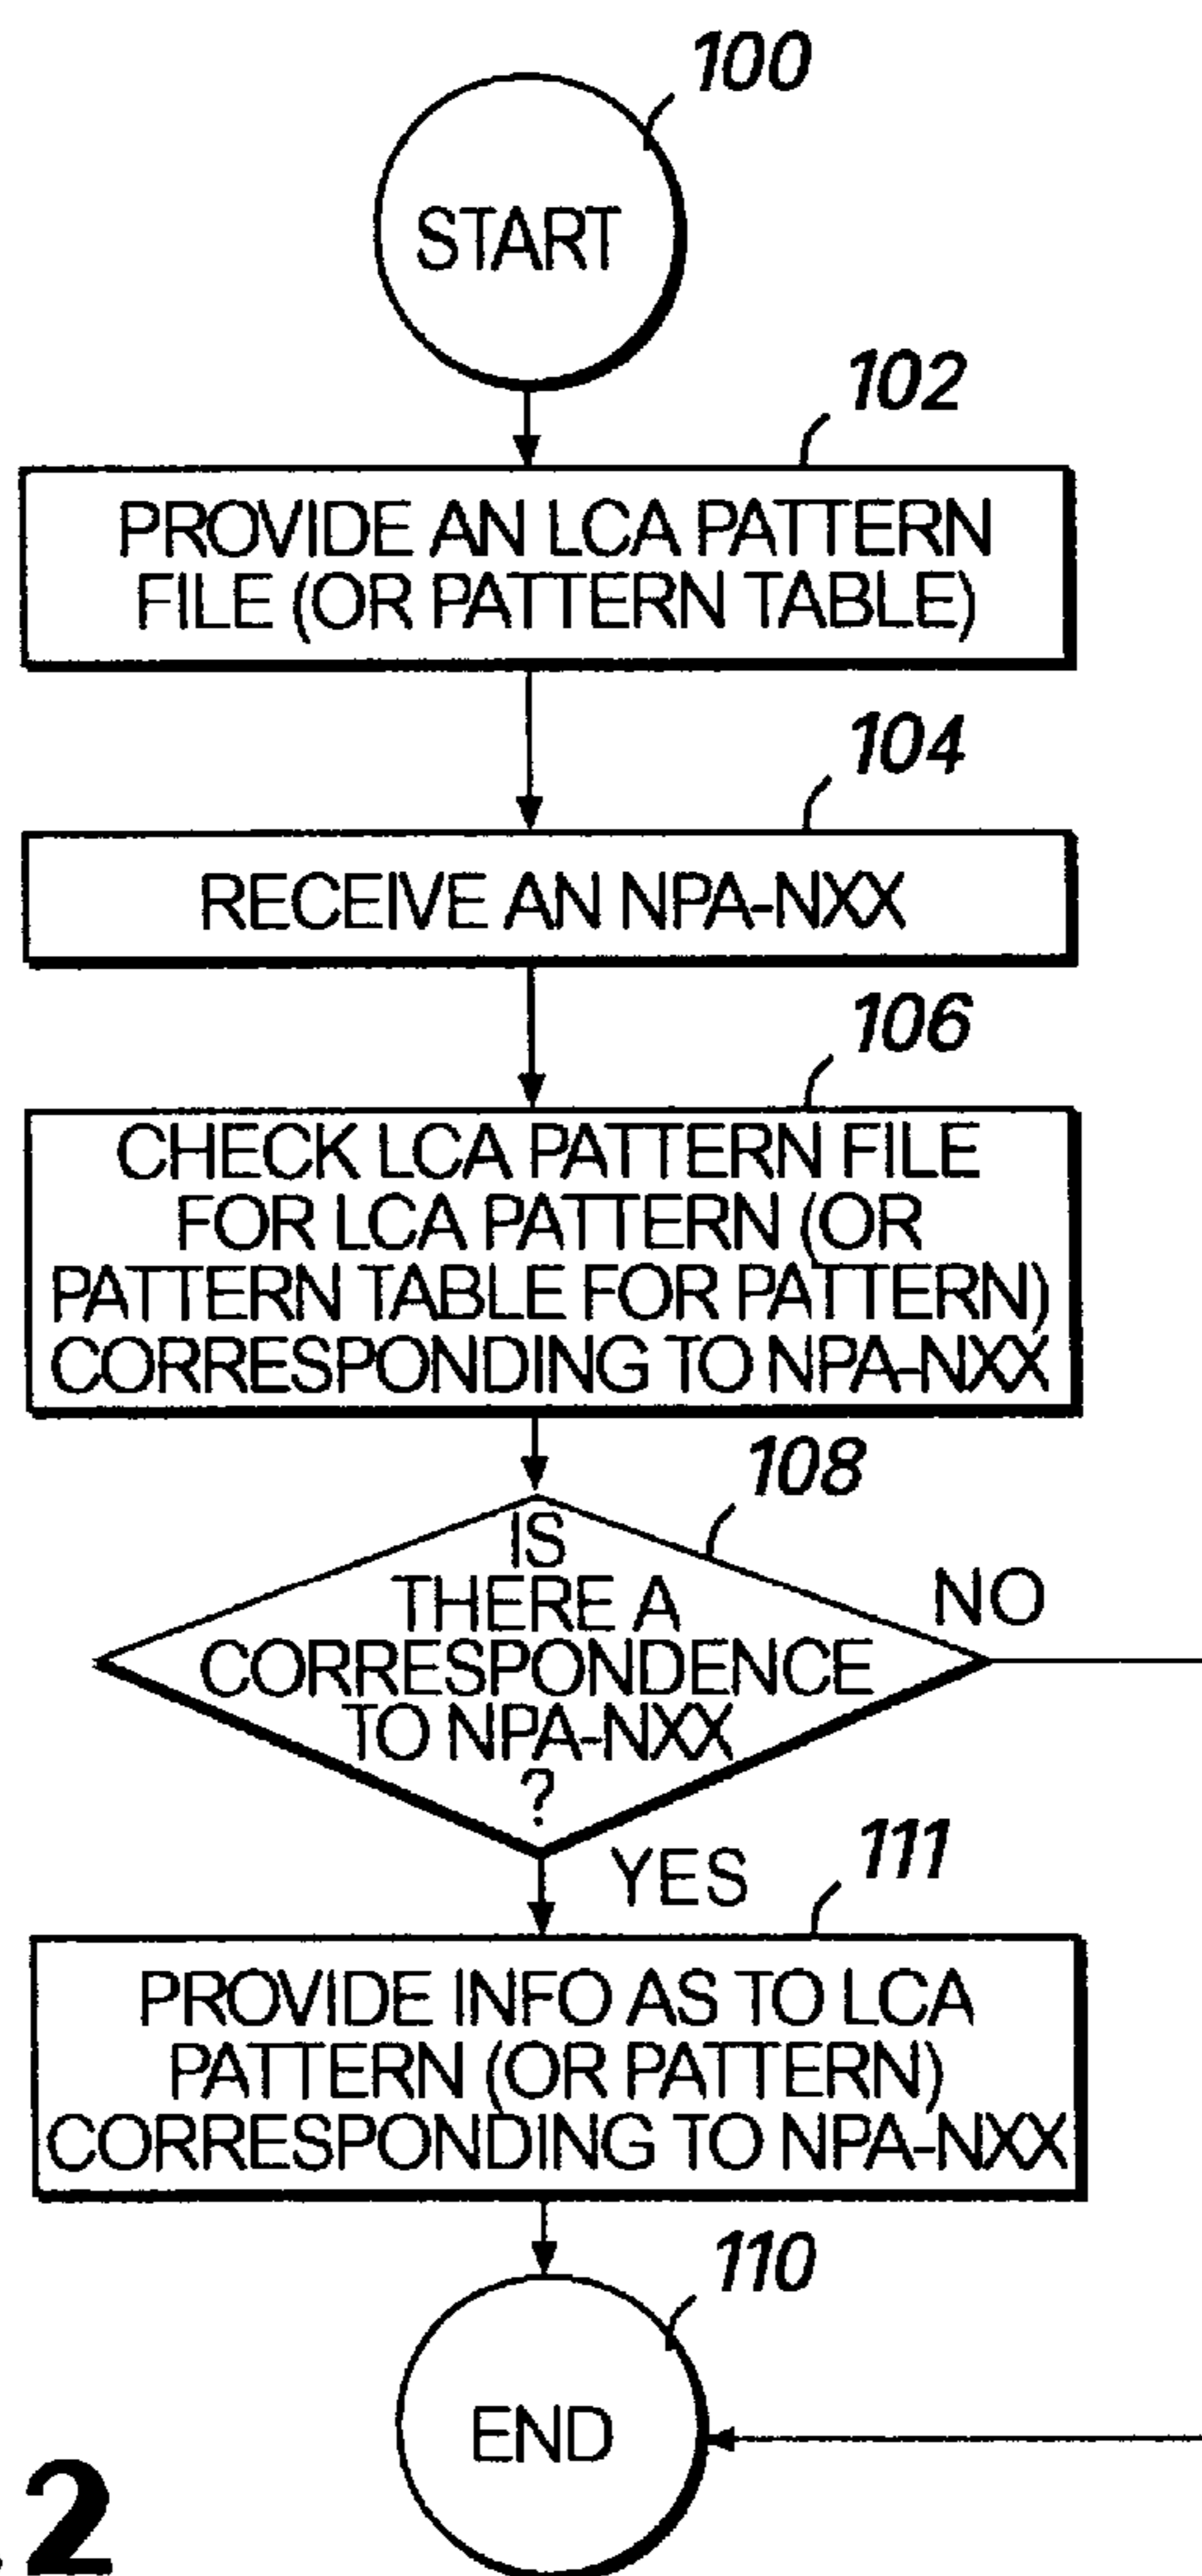 100
START
102
PROVIDE AN LCA PATTERN
FILE (OR PATTERN TABLE)
104
RECEIVE AN NPA-NXX
106
CHECK LCA PATTERN FILE
FOR LCA PATTERN (OR
PATTERN TABLE FOR PATTERN)
CORRESPONDING TO NPA-NXX
108
IS
THERE A
CORRESPONDENCE
TO NPA-NXX
?
NO
YES
111
PROVIDE INFO AS TO LCA
PATTERN (OR PATTERN)
CORRESPONDING TO NPA-NXX
110
END
. 2